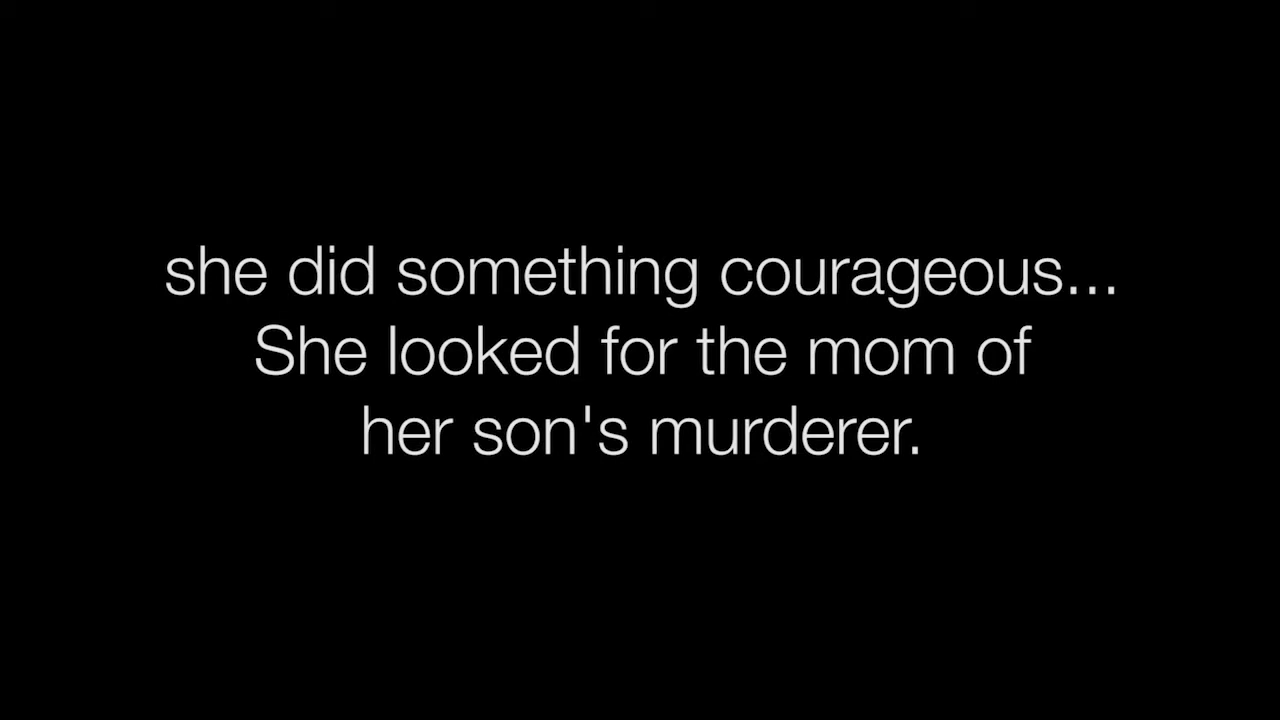 she did something courageous...
She looked for the mom of
her son's murderer.